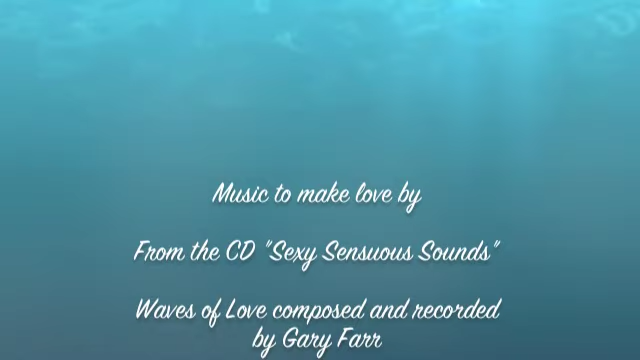 Music to make love by
From the CD "Sexy Sensuous Sounds"
Waves of Love composed and recorded
by Gary Farr